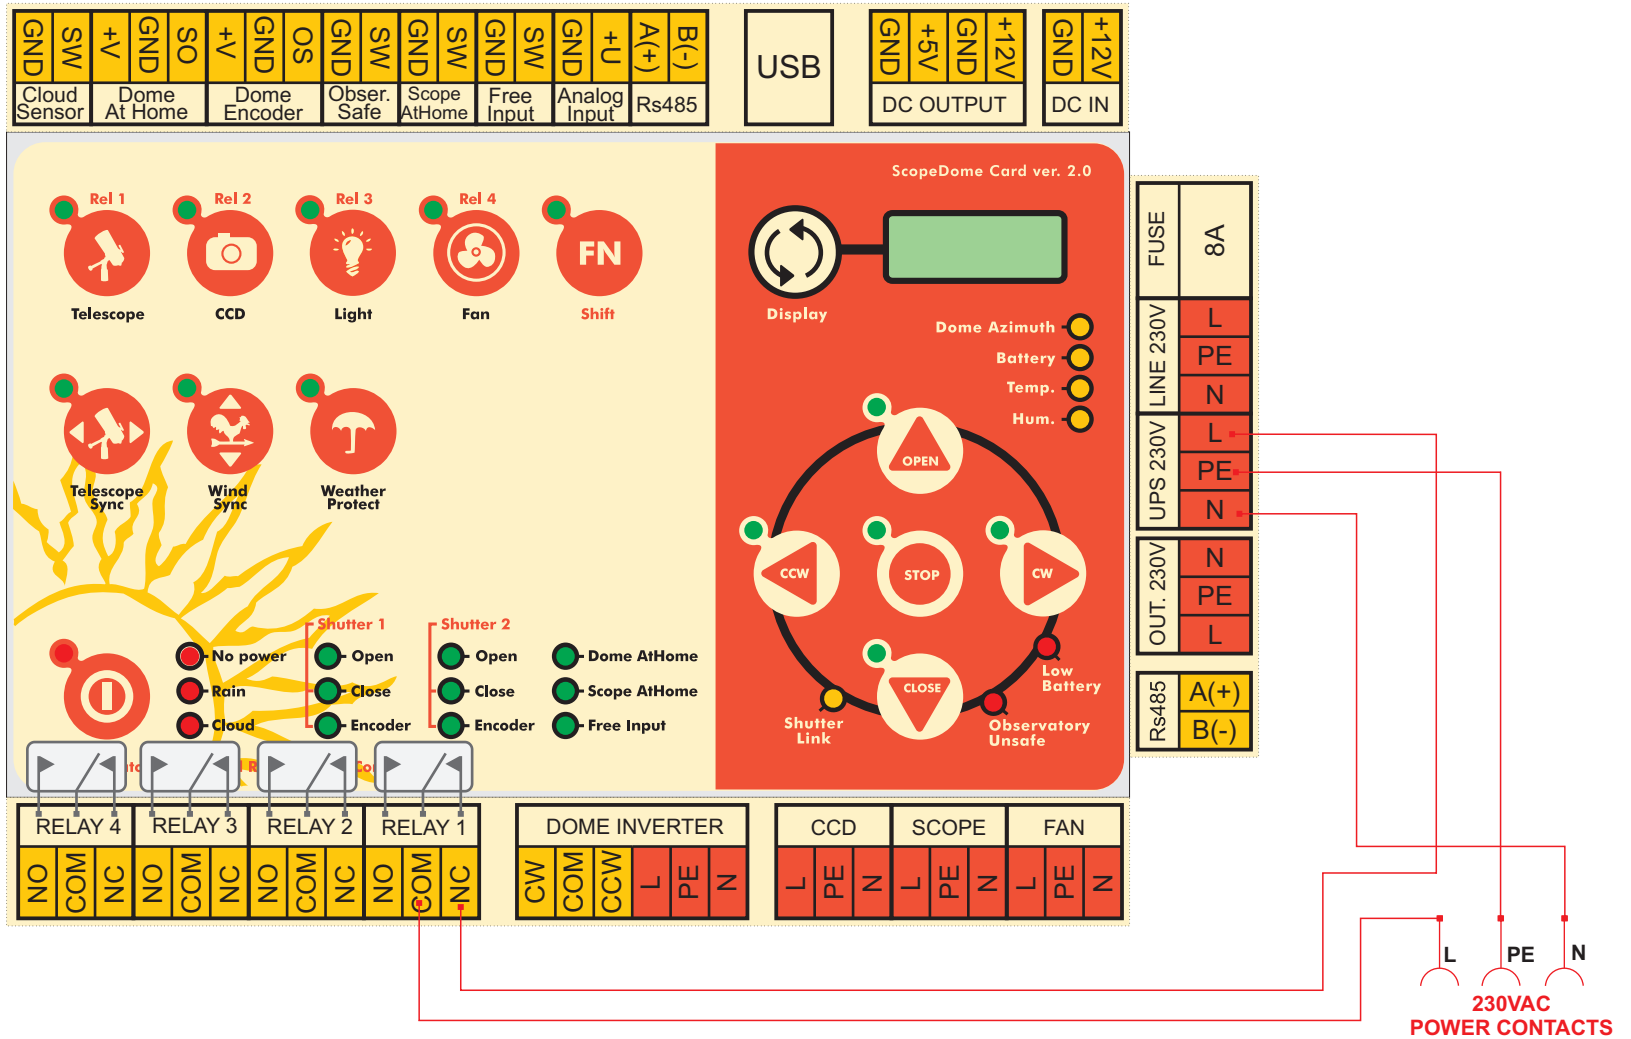 GND SW +V GND SO +V GND OS GND SW GND SW GND SW GND +U A(+) B(-)
Cloud Sensor
Dome At Home
Dome Encoder
Obser. Safe
Scope AtHome
Free Input
Analog Input
Rs485
USB
GND +5V GND +12V
DC OUTPUT
GND +12V
DC IN
ScopeDome Card ver. 2.0
Rel 1
Rel 2
Rel 3
Rel 4
FN
Telescope
CCD
Light
Fan
Shift
Display
Dome Azimuth
Battery
Temp.
Hum.
Telescope
Sync
Wind
Sync
Weather
Protect
OPEN
CCW
STOP
CW
CLOSE
Low
Battery
Shutter
Link
Observatory
Unsafe
No power
Rain
Cloud
Shutter 1
Open
Close
Encoder
Shutter 2
Open
Close
Encoder
Dome AtHome
Scope AtHome
Free Input
FUSE
8A
LINE 230V
L
PE
N
UPS 230V
L
PE
N
OUT. 230V
N
PE
L
Rs485
A(+)
B(-)
RELAY 4
NO COM NC
RELAY 3
NO COM NC
RELAY 2
NO COM NC
RELAY 1
NO COM NC
DOME INVERTER
CW COM CCW L PE N
CCD
L PE N
SCOPE
L PE N
FAN
L PE N
L PE N
230VAC
POWER CONTACTS